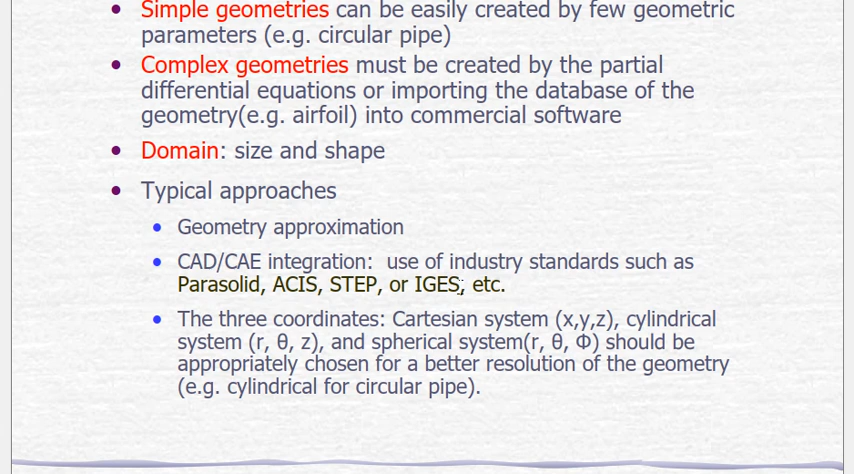 Simple geometries can be easily created by few geometric
parameters (e.g. circular pipe)
Complex geometries must be created by the partial
differential equations or importing the database of the
geometry(e.g. airfoil) into commercial software
Domain: size and shape
Typical approaches
Geometry approximation
CAD/CAE integration: use of industry standards such as
Parasolid, ACIS, STEP, or IGES, etc.
The three coordinates: Cartesian system (x,y,z), cylindrical
system (r, θ, z), and spherical system(r, θ, Φ) should be
appropriately chosen for a better resolution of the geometry
(e.g. cylindrical for circular pipe).